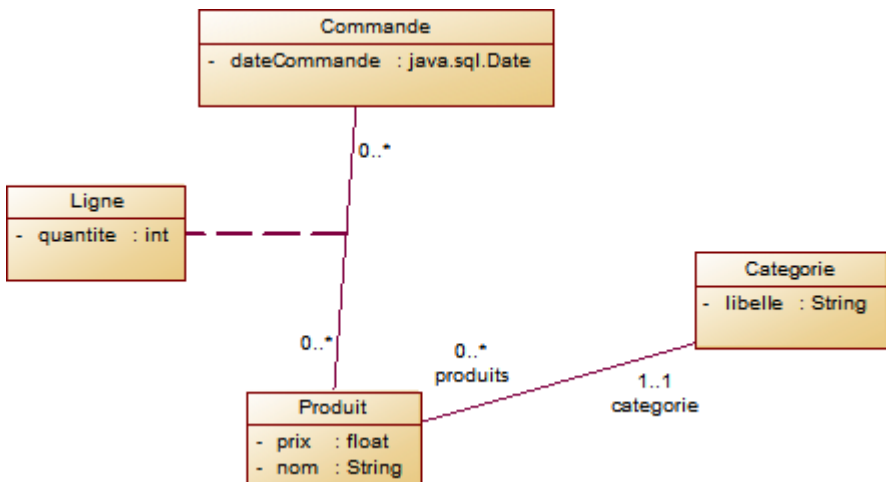 Commande
- dateCommande : java.sql.Date
0..*
Ligne
- quantite : int
Categorie
- libelle : String
0..*
0..*
produits
1..1
categorie
Produit
- prix : float
- nom : String